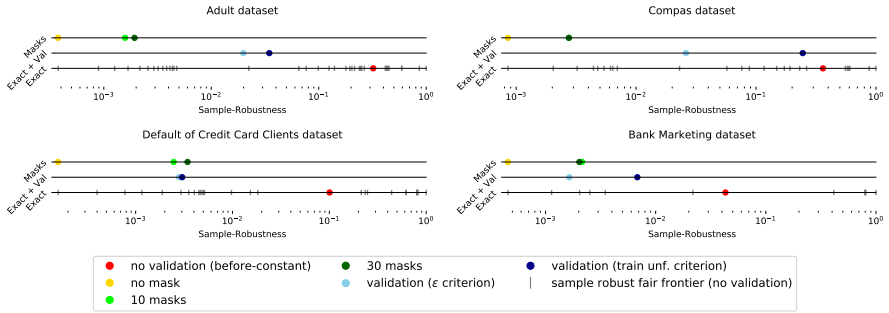 Adult dataset
Masks
Exact + Val
Exact
10⁻³ 10⁻² 10⁻¹ 10⁰
Sample-Robustness
Compas dataset
Masks
Exact + Val
Exact
10⁻³ 10⁻² 10⁻¹ 10⁰
Sample-Robustness
Default of Credit Card Clients dataset
Masks
Exact + Val
Exact
10⁻³ 10⁻² 10⁻¹ 10⁰
Sample-Robustness
Bank Marketing dataset
Masks
Exact + Val
Exact
10⁻³ 10⁻² 10⁻¹ 10⁰
Sample-Robustness
no validation (before-constant)
no mask
10 masks
30 masks
validation (ε criterion)
validation (train unf. criterion)
sample robust fair frontier (no validation)